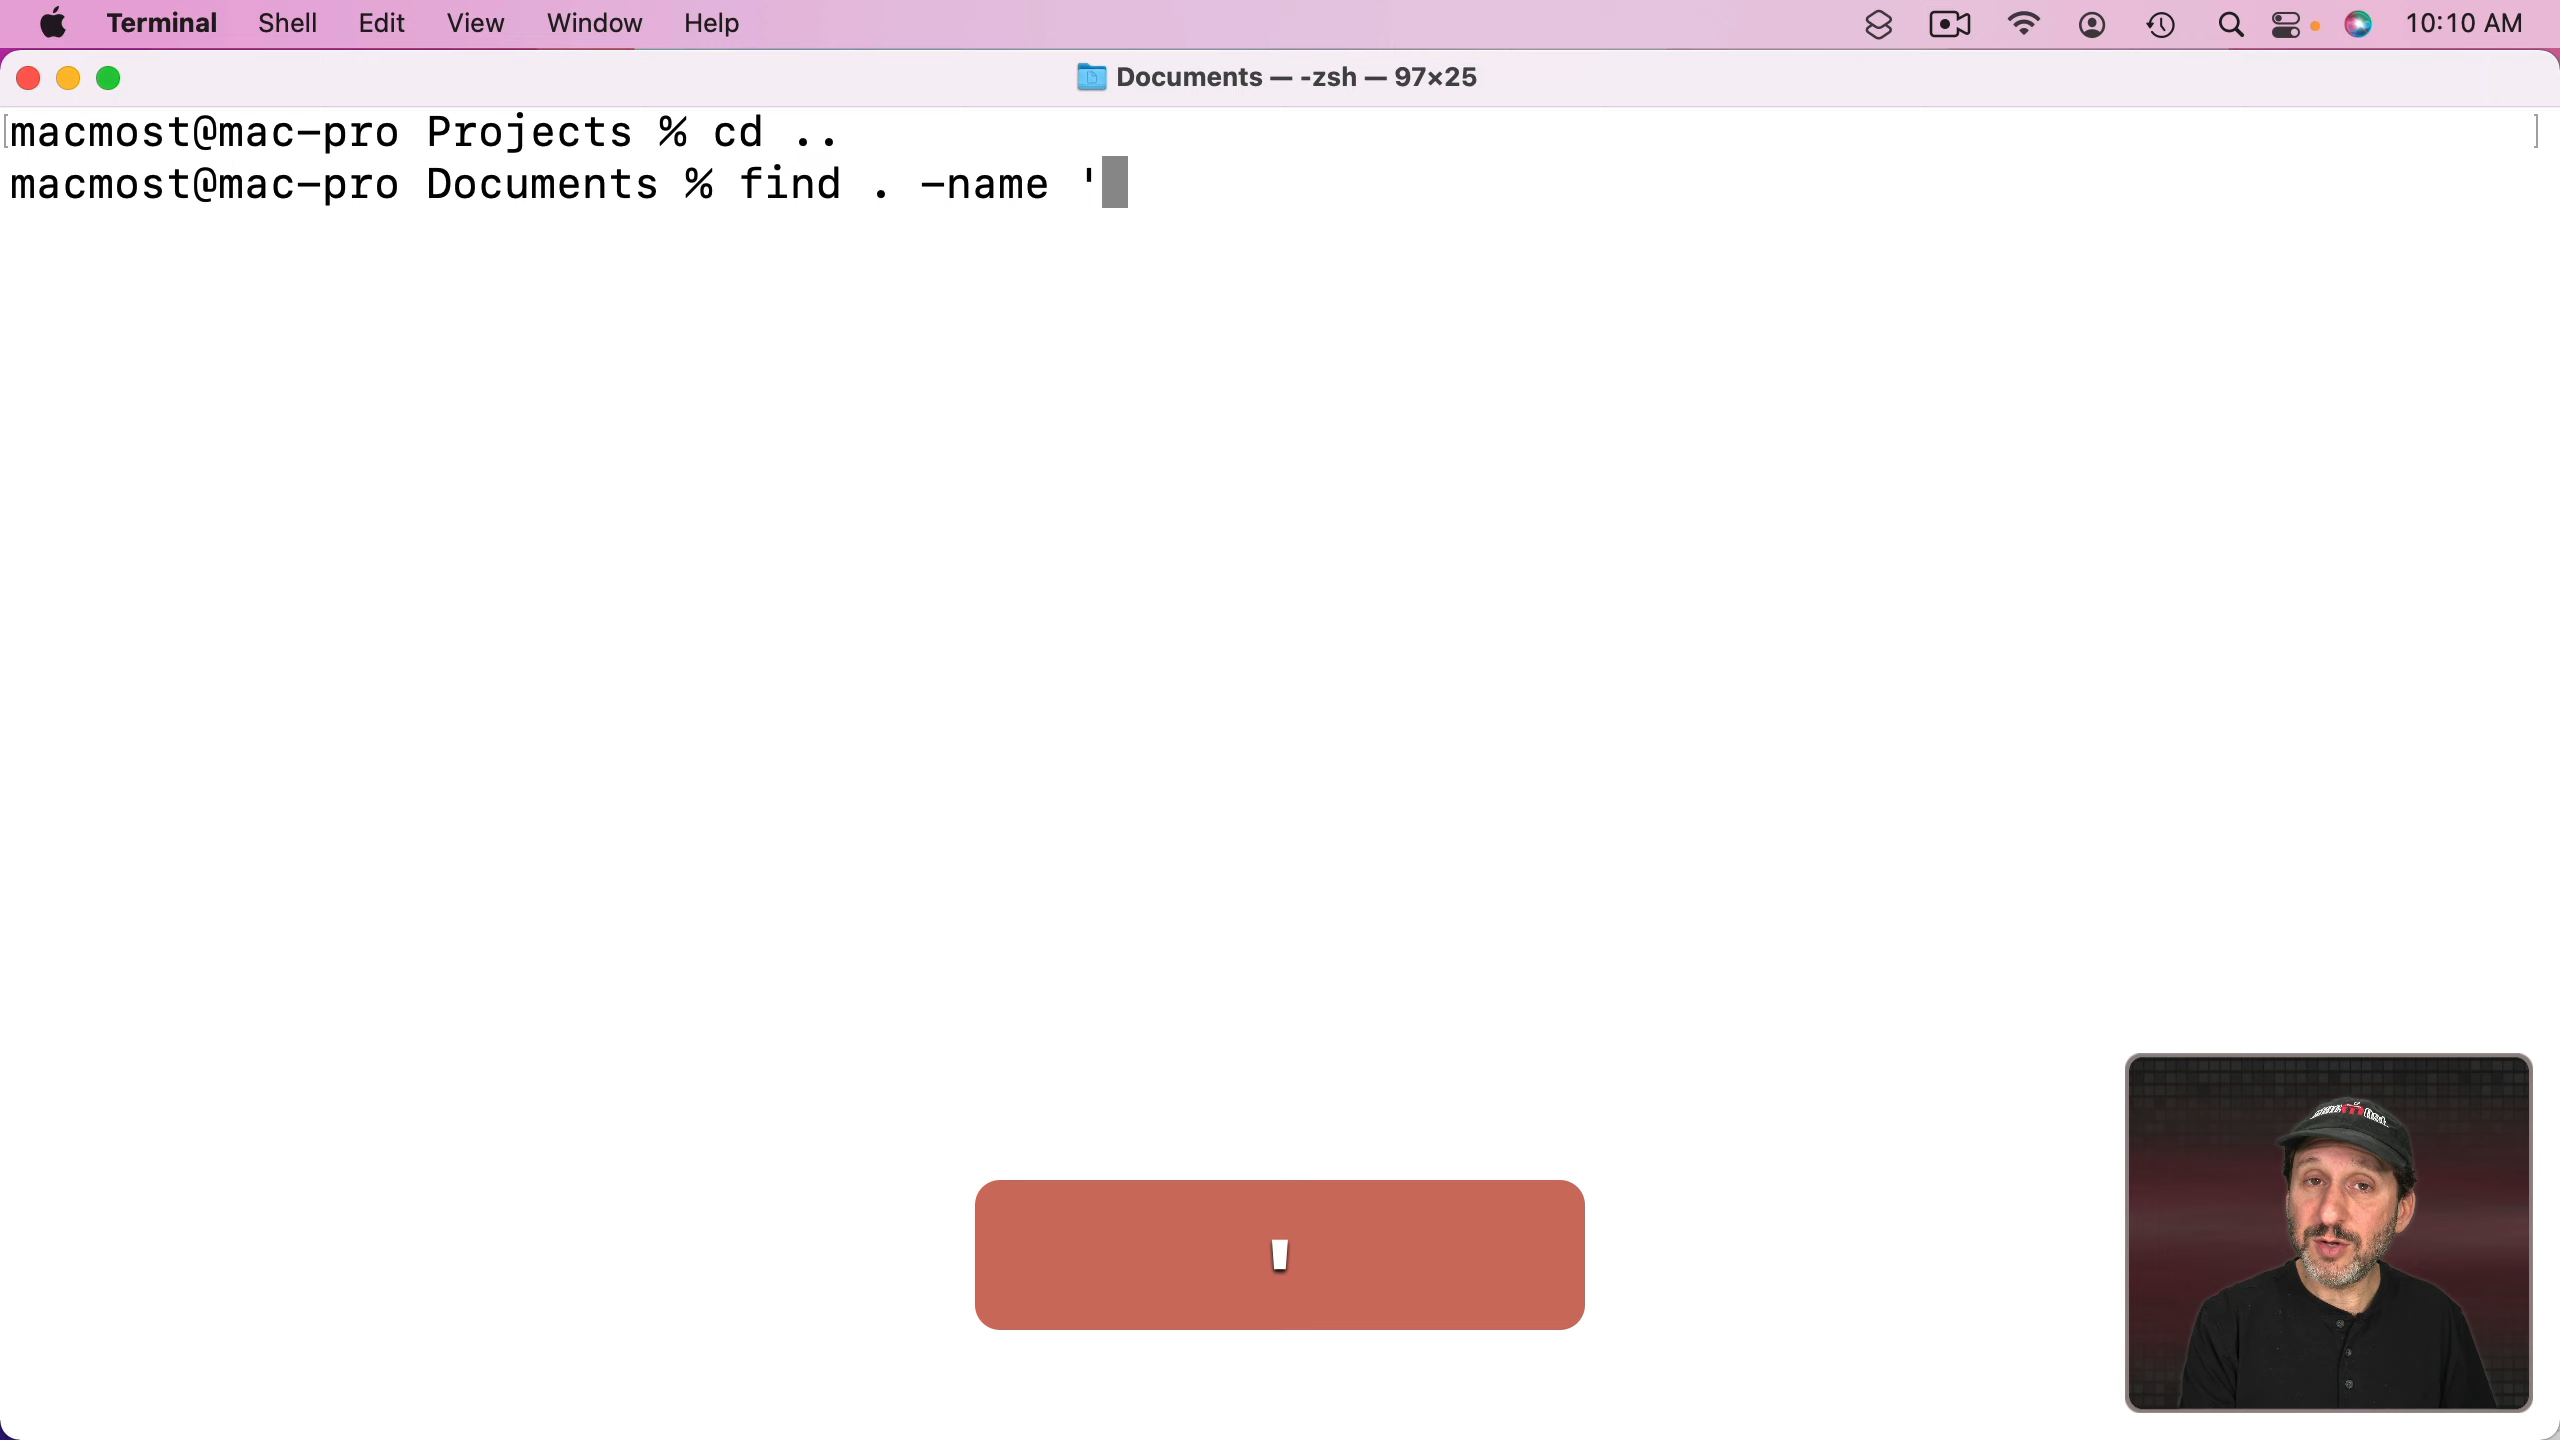 Terminal Shell Edit View Window Help 10:10 AM
Documents — -zsh — 97×25
[macmost@mac-pro Projects % cd .. ]
macmost@mac-pro Documents % find . -name '
'